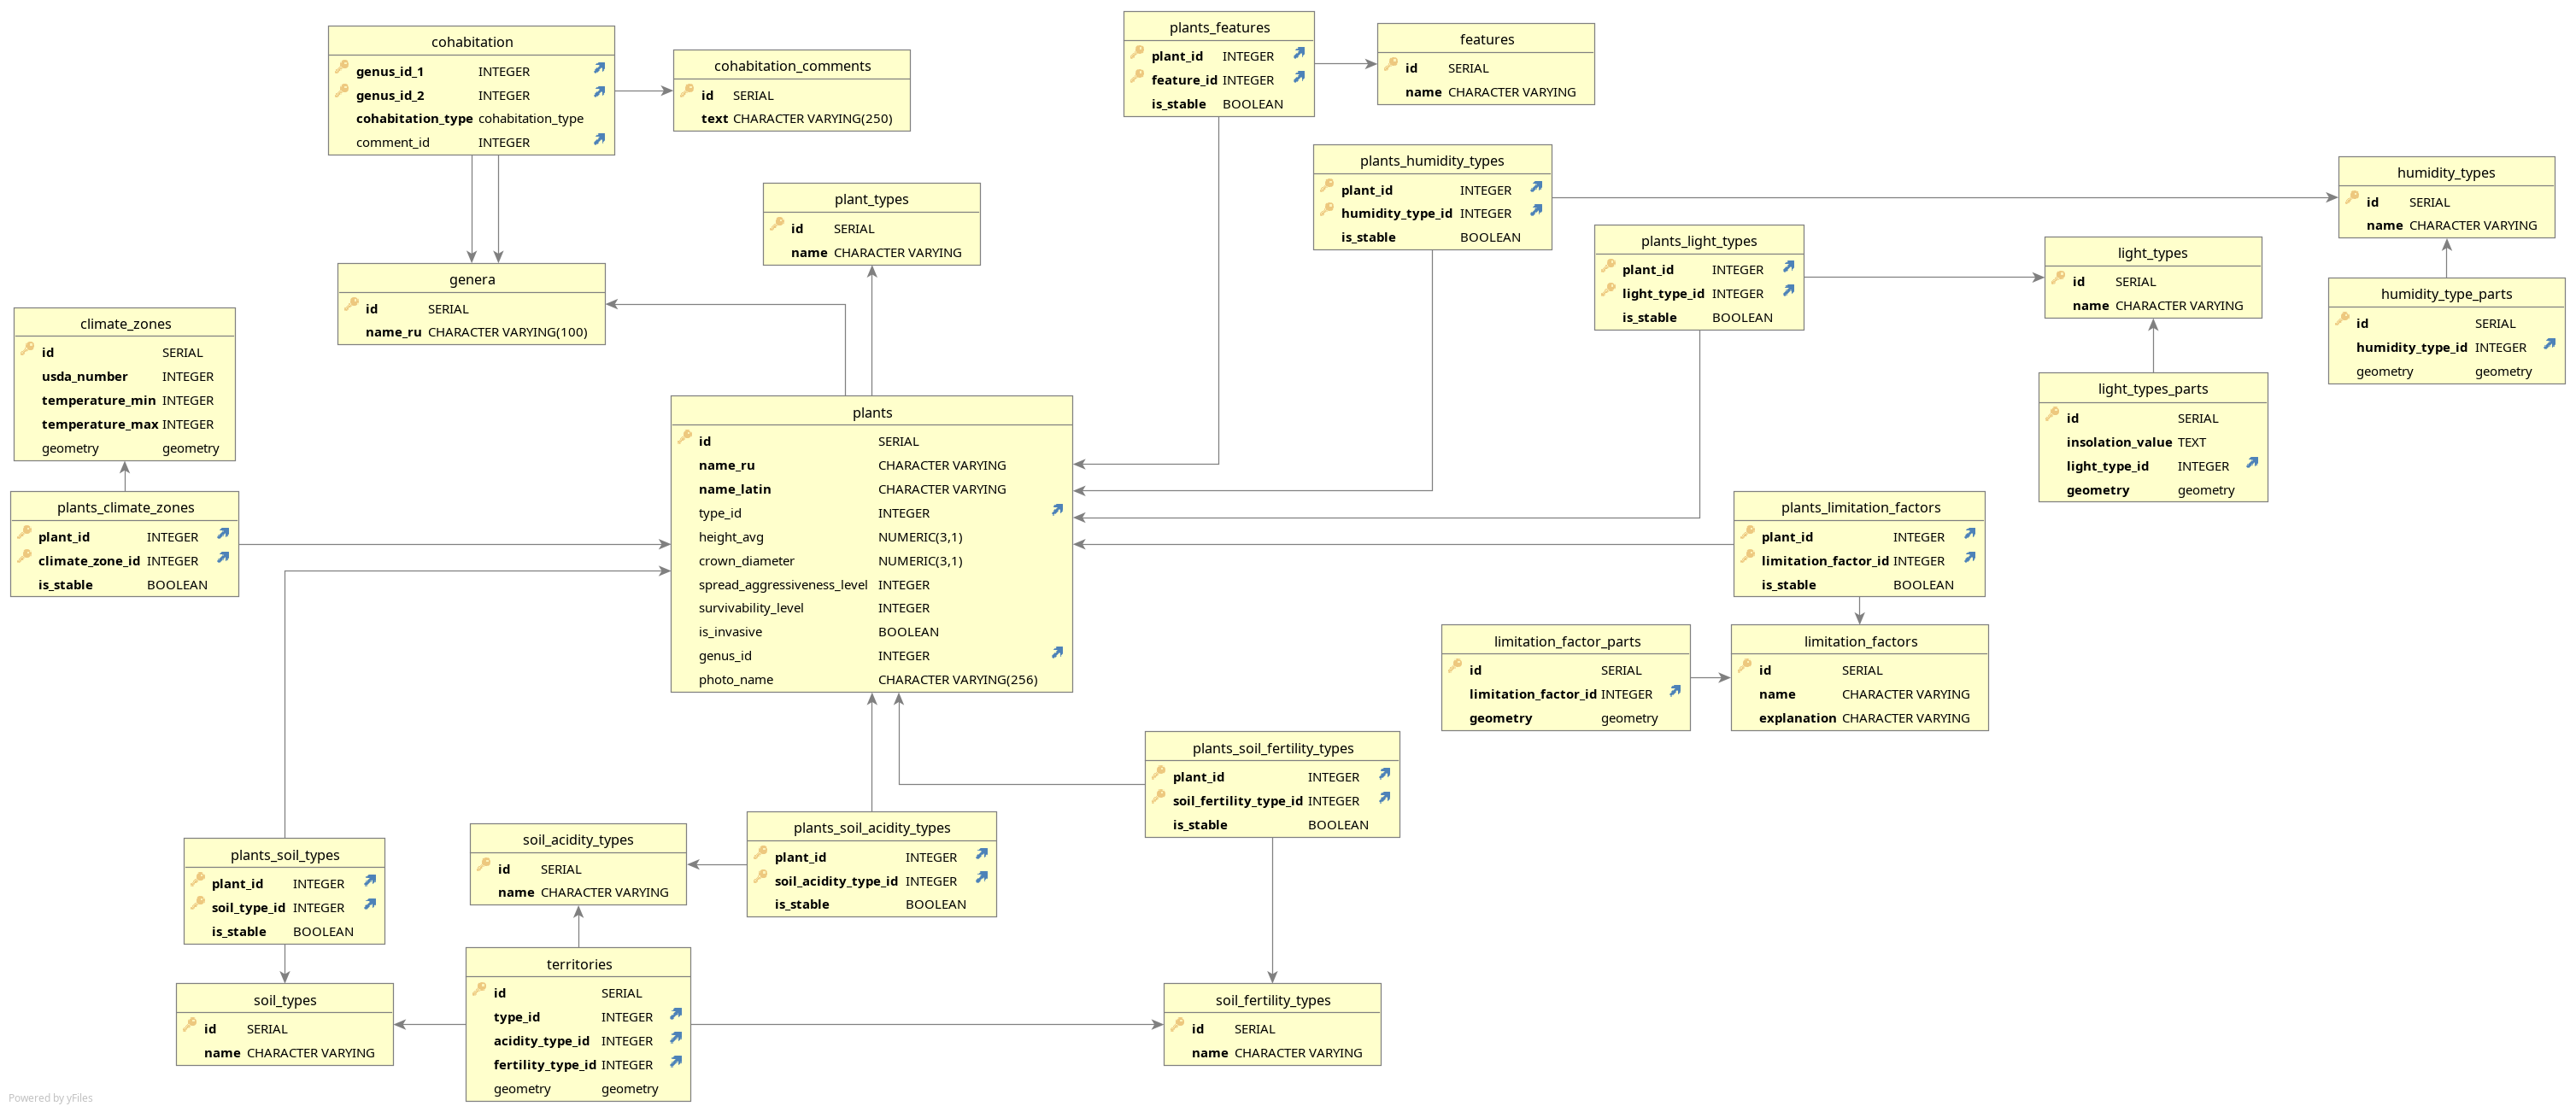 cohabitation
genus_id_1 INTEGER
genus_id_2 INTEGER
cohabitation_type cohabitation_type
comment_id INTEGER
cohabitation_comments
id SERIAL
text CHARACTER VARYING(250)
plants_features
plant_id INTEGER
feature_id INTEGER
is_stable BOOLEAN
features
id SERIAL
name CHARACTER VARYING
plants_humidity_types
plant_id INTEGER
humidity_type_id INTEGER
is_stable BOOLEAN
humidity_types
id SERIAL
name CHARACTER VARYING
plant_types
id SERIAL
name CHARACTER VARYING
plants_light_types
plant_id INTEGER
light_type_id INTEGER
is_stable BOOLEAN
light_types
id SERIAL
name CHARACTER VARYING
humidity_type_parts
id SERIAL
humidity_type_id INTEGER
geometry geometry
genera
id SERIAL
name_ru CHARACTER VARYING(100)
climate_zones
id SERIAL
usda_number INTEGER
temperature_min INTEGER
temperature_max INTEGER
geometry geometry
light_types_parts
id SERIAL
insolation_value TEXT
light_type_id INTEGER
geometry geometry
plants
id SERIAL
name_ru CHARACTER VARYING
name_latin CHARACTER VARYING
type_id INTEGER
height_avg NUMERIC(3,1)
crown_diameter NUMERIC(3,1)
spread_aggressiveness_level INTEGER
survivability_level INTEGER
is_invasive BOOLEAN
genus_id INTEGER
photo_name CHARACTER VARYING(256)
plants_climate_zones
plant_id INTEGER
climate_zone_id INTEGER
is_stable BOOLEAN
plants_limitation_factors
plant_id INTEGER
limitation_factor_id INTEGER
is_stable BOOLEAN
limitation_factor_parts
id SERIAL
limitation_factor_id INTEGER
geometry geometry
limitation_factors
id SERIAL
name CHARACTER VARYING
explanation CHARACTER VARYING
plants_soil_fertility_types
plant_id INTEGER
soil_fertility_type_id INTEGER
is_stable BOOLEAN
plants_soil_acidity_types
plant_id INTEGER
soil_acidity_type_id INTEGER
is_stable BOOLEAN
soil_acidity_types
id SERIAL
name CHARACTER VARYING
plants_soil_types
plant_id INTEGER
soil_type_id INTEGER
is_stable BOOLEAN
territories
id SERIAL
type_id INTEGER
acidity_type_id INTEGER
fertility_type_id INTEGER
geometry geometry
soil_types
id SERIAL
name CHARACTER VARYING
soil_fertility_types
id SERIAL
name CHARACTER VARYING
Powered by yFiles